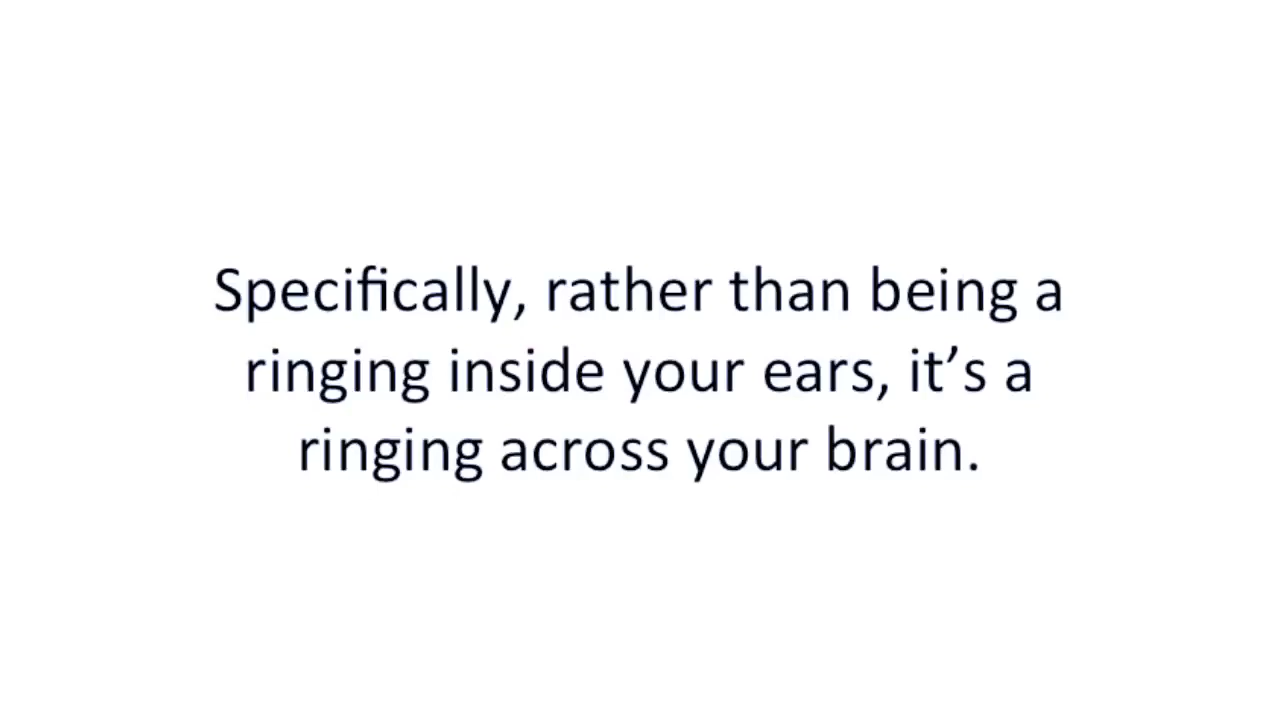 Specifically, rather than being a
ringing inside your ears, it’s a
ringing across your brain.